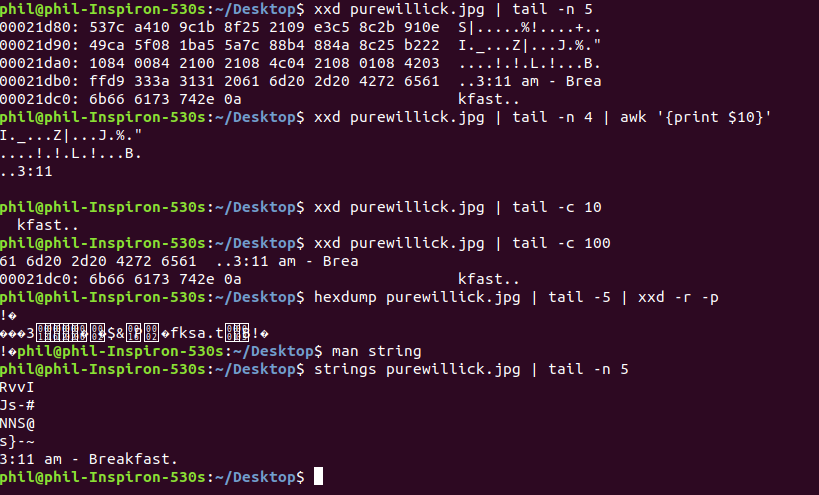 phil@phil-Inspiron-530s:~/Desktop$ xxd purewillick.jpg | tail -n 5
00021d80: 537c a410 9c1b 8f25 2109 e3c5 8c2b 910e  S|.....%!....+..
00021d90: 49ca 5f08 1ba5 5a7c 88b4 884a 8c25 b222  I._...Z|...J.%."
00021da0: 1084 0084 2100 2108 4c04 2108 0108 4203  ....!.!.L.!...B.
00021db0: ffd9 333a 3131 2061 6d20 2d20 4272 6561  ..3:11 am - Brea
00021dc0: 6b66 6173 742e 0a                        kfast..
phil@phil-Inspiron-530s:~/Desktop$ xxd purewillick.jpg | tail -n 4 | awk '{print $10}'
I._...Z|...J.%."
....!.!.L.!...B.
..3:11
phil@phil-Inspiron-530s:~/Desktop$ xxd purewillick.jpg | tail -c 10
  kfast..
phil@phil-Inspiron-530s:~/Desktop$ xxd purewillick.jpg | tail -c 100
61 6d20 2d20 4272 6561  ..3:11 am - Brea
00021dc0: 6b66 6173 742e 0a                        kfast..
phil@phil-Inspiron-530s:~/Desktop$ hexdump purewillick.jpg | tail -5 | xxd -r -p
!�
���3 $& �fksa.t !�
!�phil@phil-Inspiron-530s:~/Desktop$ man string
phil@phil-Inspiron-530s:~/Desktop$ strings purewillick.jpg | tail -n 5
RvvI
Js-#
NNS@
s}-~
3:11 am - Breakfast.
phil@phil-Inspiron-530s:~/Desktop$